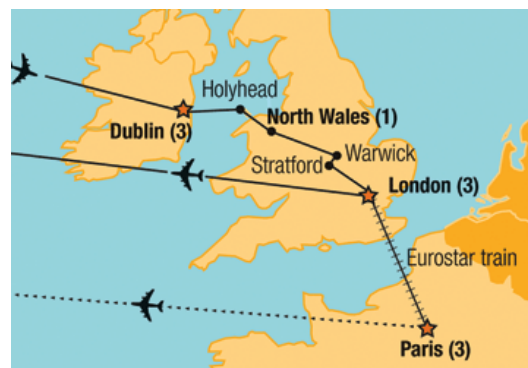 Holyhead
North Wales (1)
Dublin (3)
Warwick
Stratford
London (3)
Eurostar train
Paris (3)